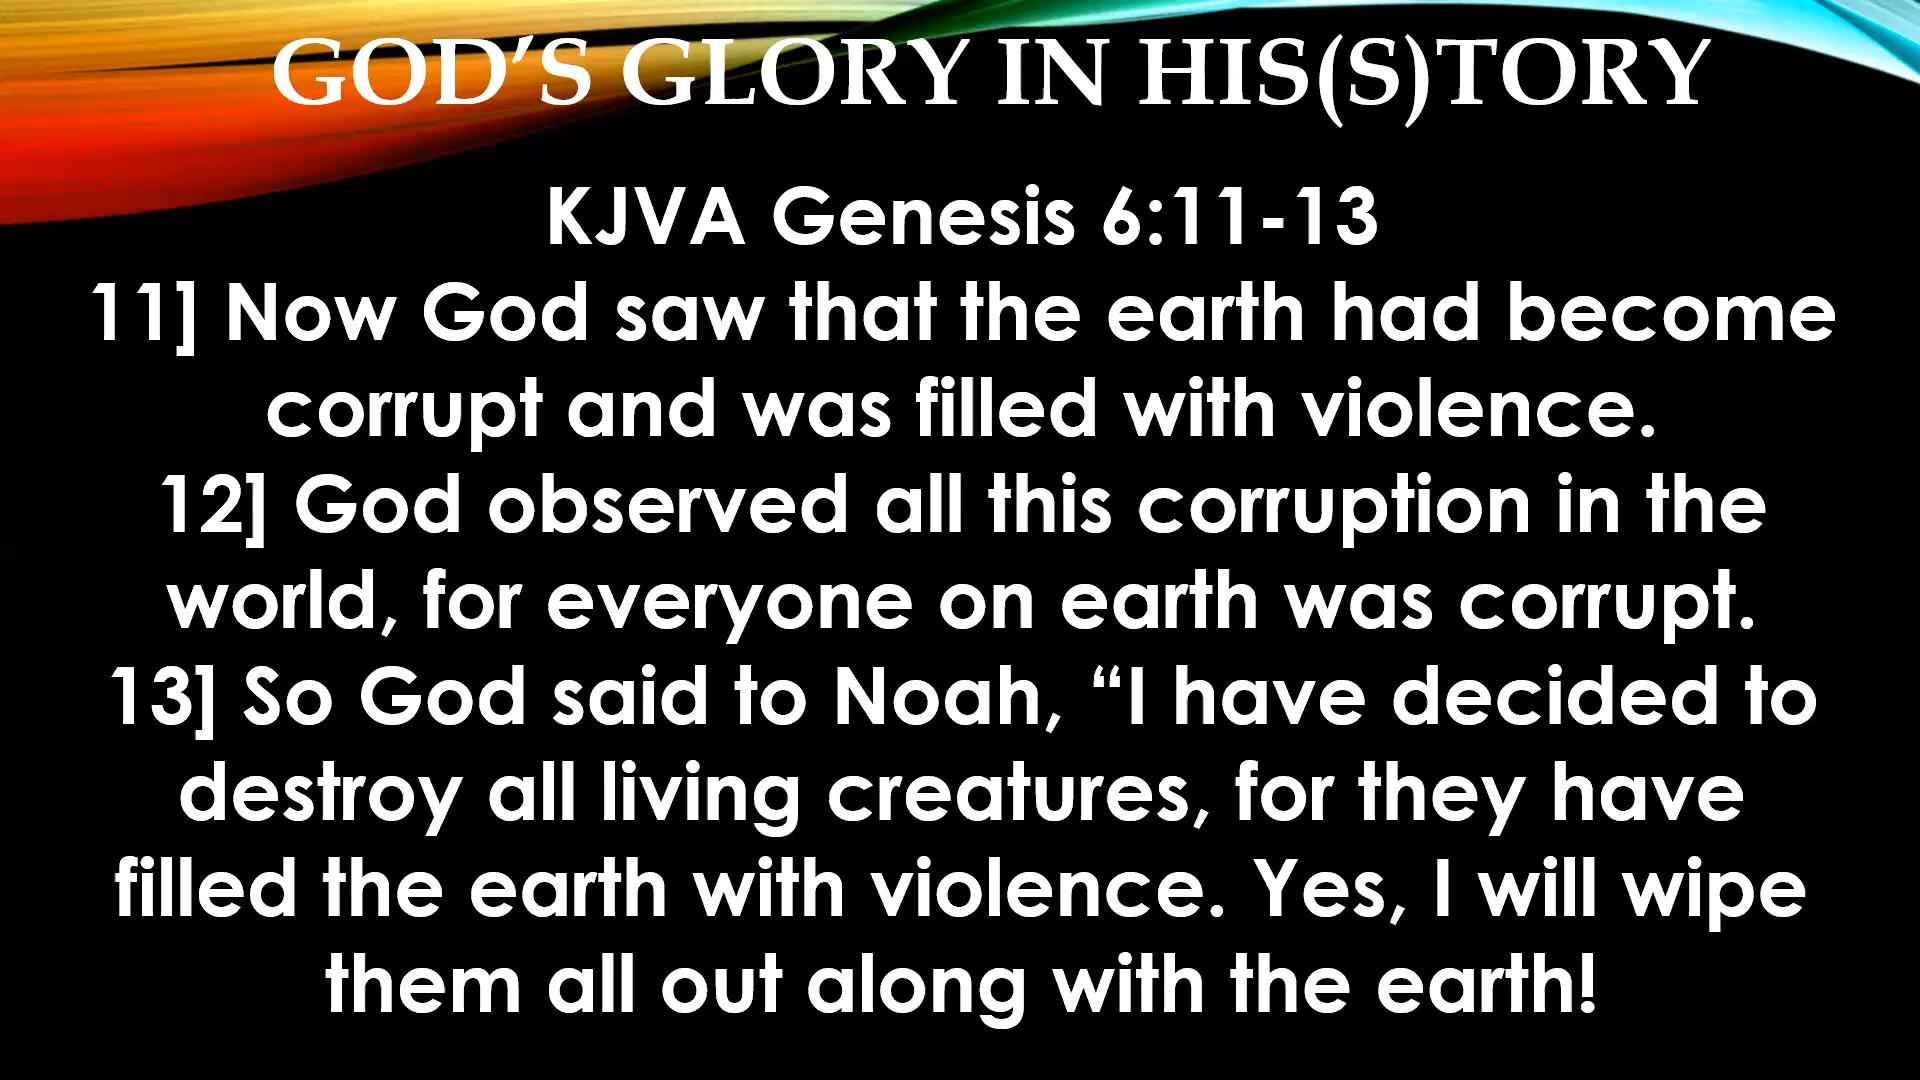 GOD’S GLORY IN HIS(S)TORY
KJVA Genesis 6:11-13
11] Now God saw that the earth had become
corrupt and was filled with violence.
12] God observed all this corruption in the
world, for everyone on earth was corrupt.
13] So God said to Noah, “I have decided to
destroy all living creatures, for they have
filled the earth with violence. Yes, I will wipe
them all out along with the earth!